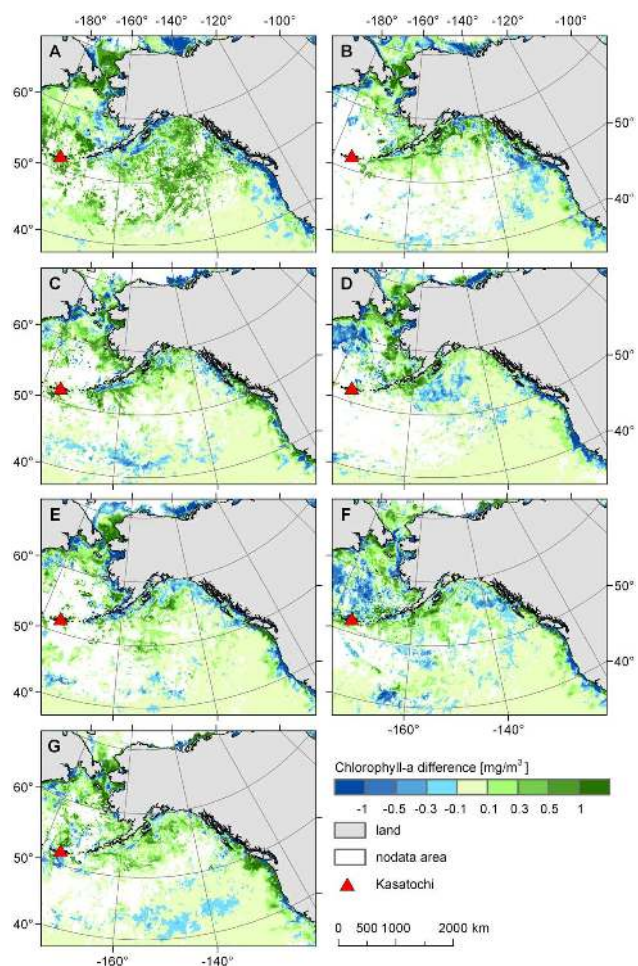 -180° -160° -140° -120° -100° -180° -160° -140° -120° -100°
A B
60° 50° 50° 40° 40°
C D
60° 50° 50° 40° 40°
E F
60° 50° 50° 40° 40°
-160° -140°
G
60° 50° 40°
-160° -140°
Chlorophyll-a difference [mg/m³]
-1 -0.5 -0.3 -0.1 0.1 0.3 0.5 1
land
nodata area
Kasatochi
0 500 1000 2000 km